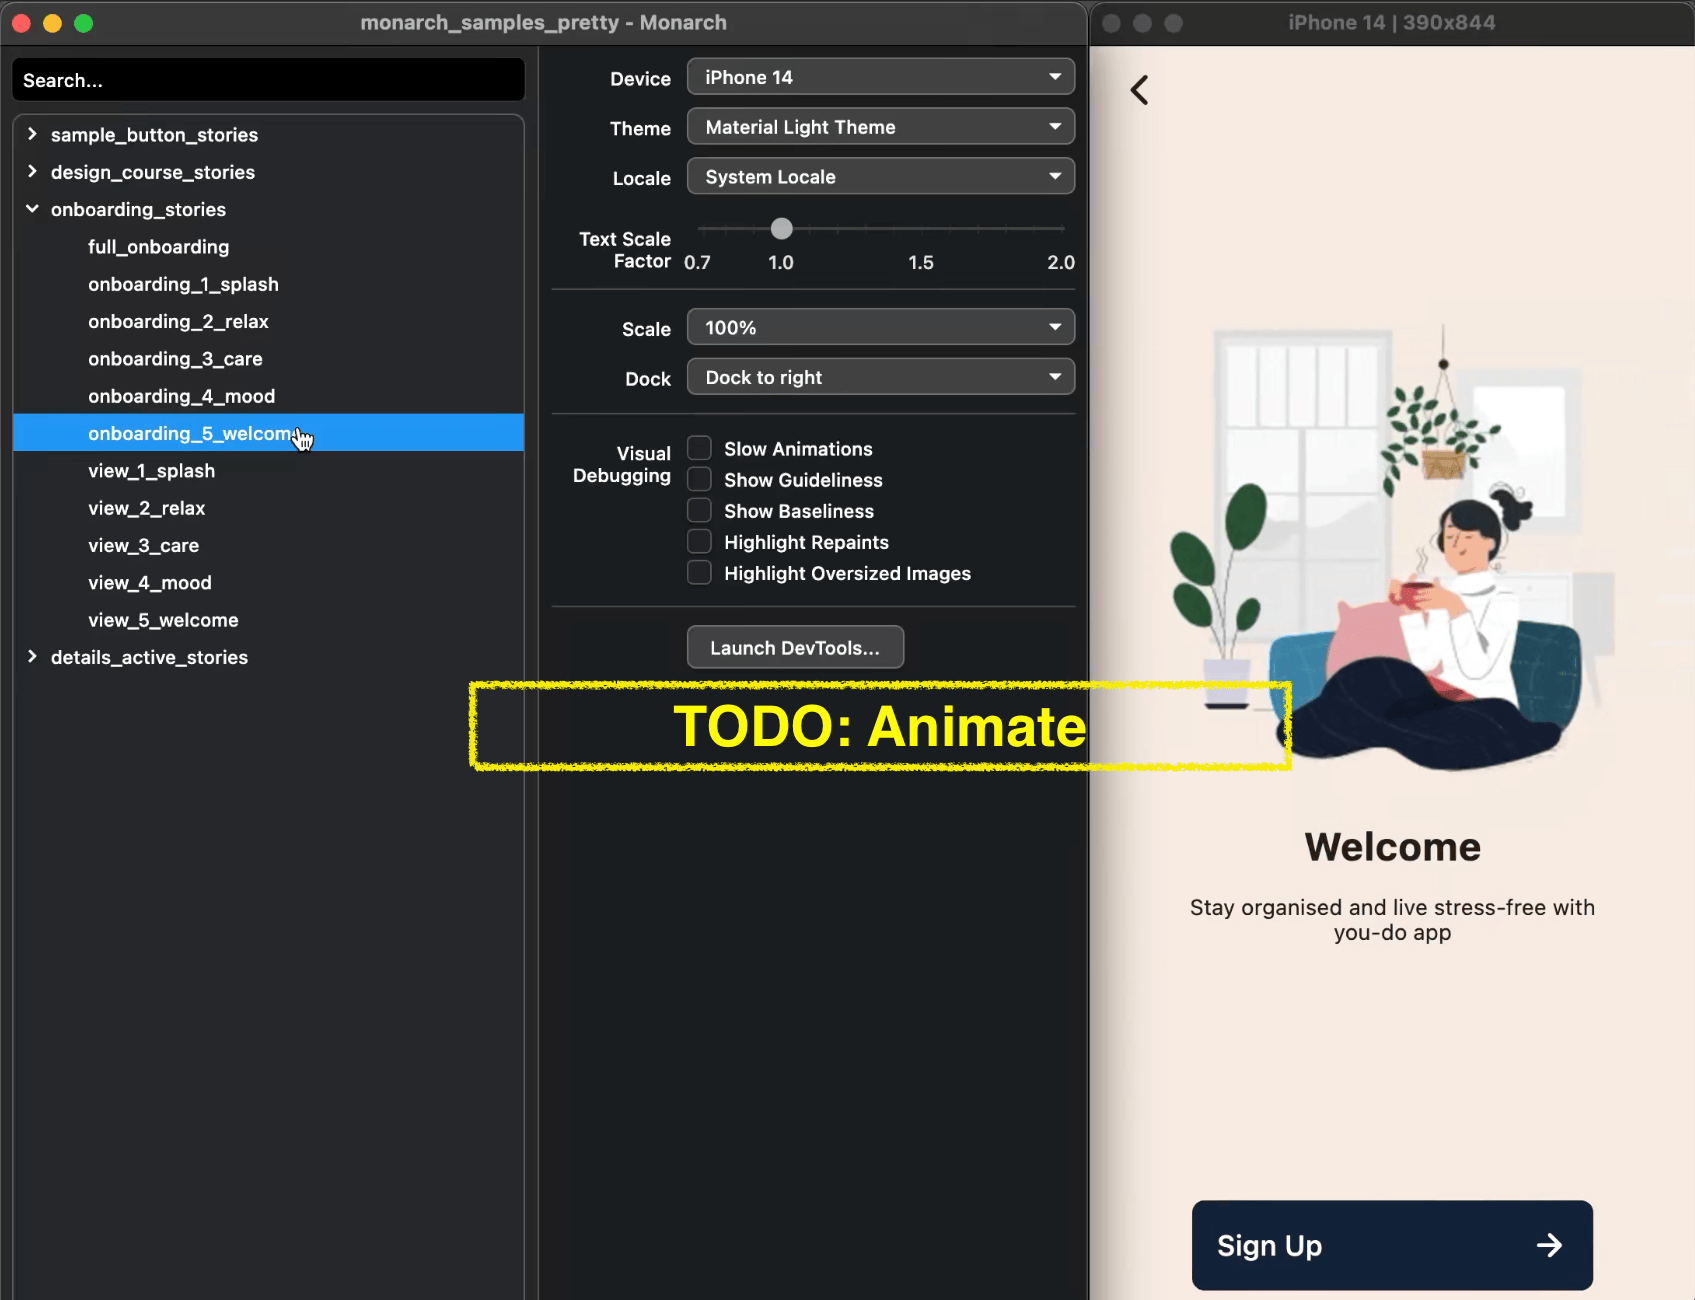 monarch_samples_pretty - Monarch
iPhone 14 | 390x844
Search...
sample_button_stories
design_course_stories
onboarding_stories
full_onboarding
onboarding_1_splash
onboarding_2_relax
onboarding_3_care
onboarding_4_mood
onboarding_5_welcome
view_1_splash
view_2_relax
view_3_care
view_4_mood
view_5_welcome
details_active_stories
Device
iPhone 14
Theme
Material Light Theme
Locale
System Locale
Text Scale
Factor
0.7 1.0 1.5 2.0
Scale
100%
Dock
Dock to right
Visual
Debugging
Slow Animations
Show Guideliness
Show Baseliness
Highlight Repaints
Highlight Oversized Images
Launch DevTools...
TODO: Animate
Welcome
Stay organised and live stress-free with
you-do app
Sign Up